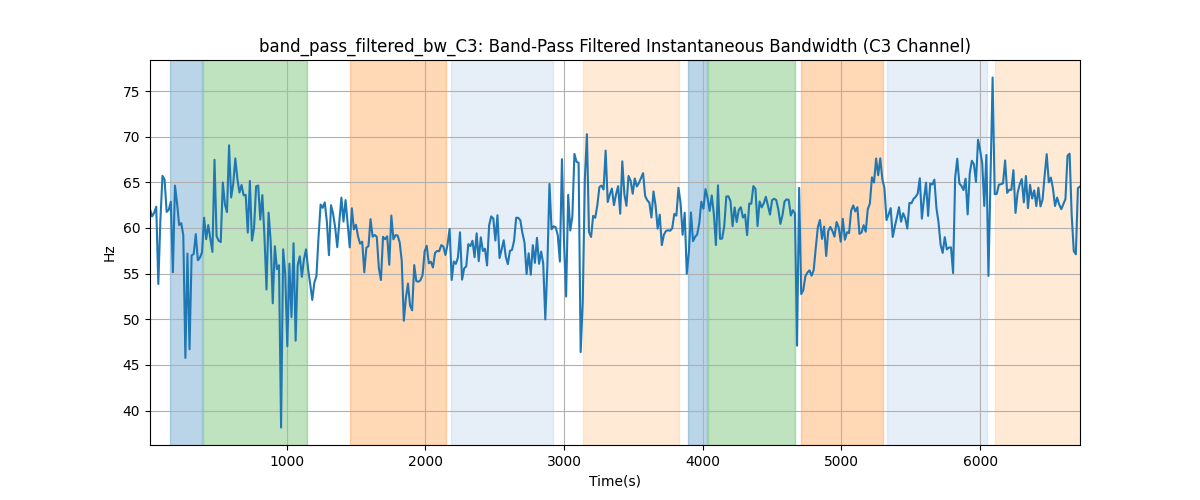 band_pass_filtered_bw_C3: Band-Pass Filtered Instantaneous Bandwidth (C3 Channel)
Hz
75
70
65
60
55
50
45
40
1000 2000 3000 4000 5000 6000
Time(s)